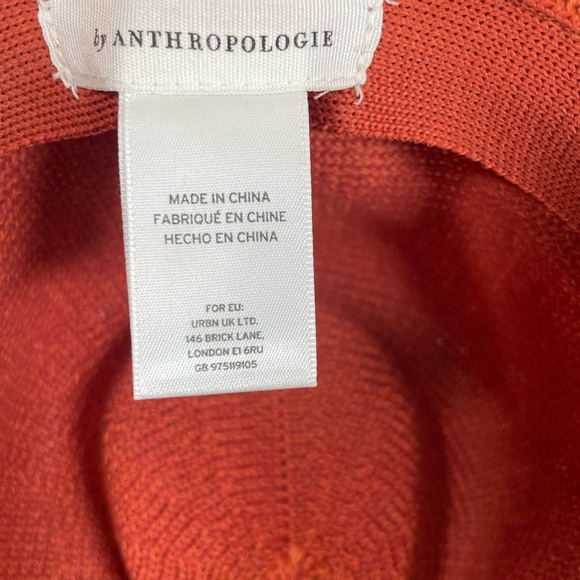 by ANTHROPOLOGIE
MADE IN CHINA
FABRIQUÉ EN CHINE
HECHO EN CHINA
FOR EU:
URBN UK LTD.
146 BRICK LANE,
LONDON E1 6RU
GB 975119105